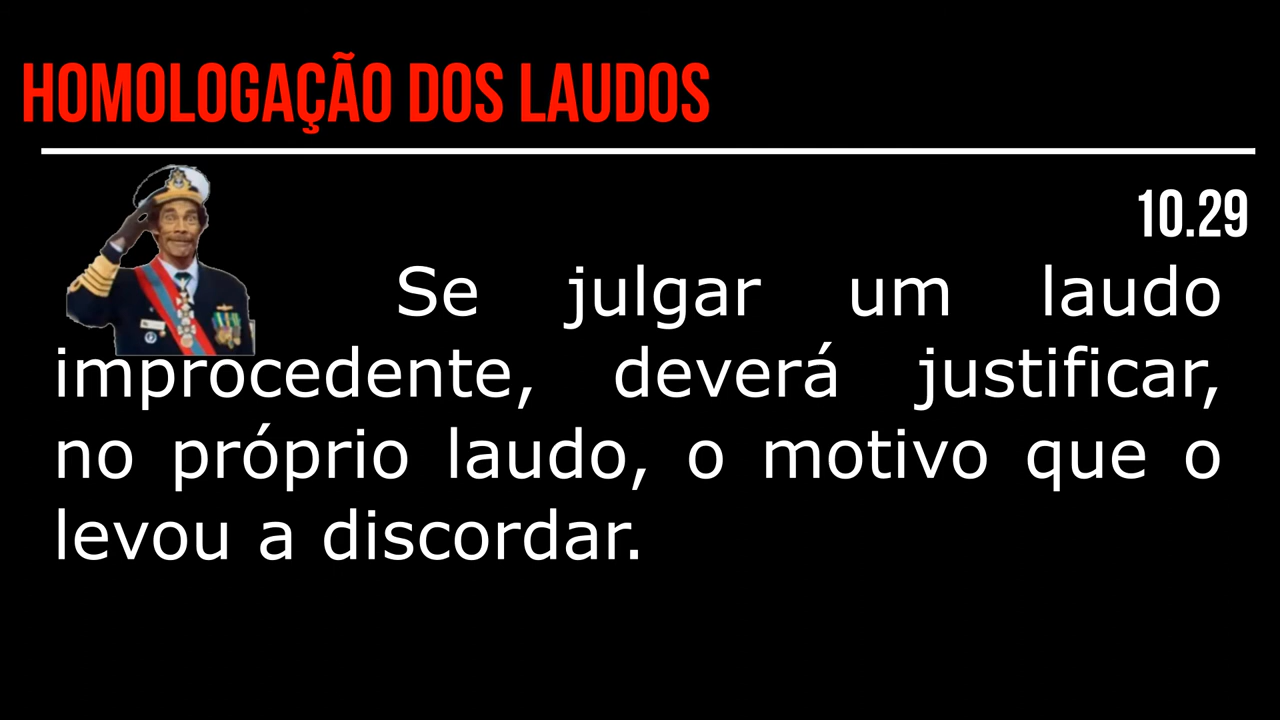 HOMOLOGAÇÃO DOS LAUDOS
10.29
Se julgar um laudo
improcedente, deverá justificar,
no próprio laudo, o motivo que o
levou a discordar.